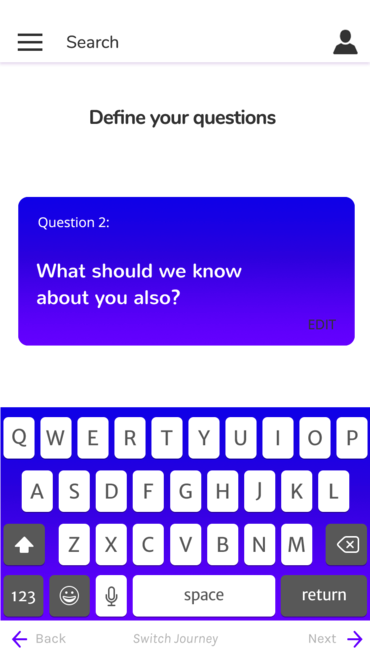 Search
Define your questions
Question 2:
What should we know
about you also?
EDIT
Q W E R T Y U I O P
A S D F G H J K L
Z X C V B N M
123 space return
Back Switch Journey Next